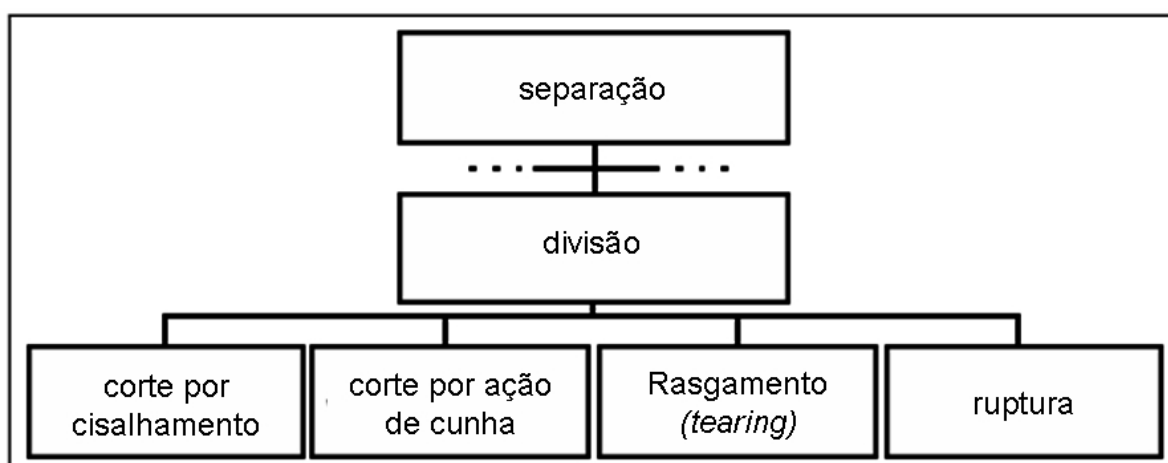 separação
divisão
corte por
cisalhamento
corte por ação
de cunha
Rasgamento
(tearing)
ruptura